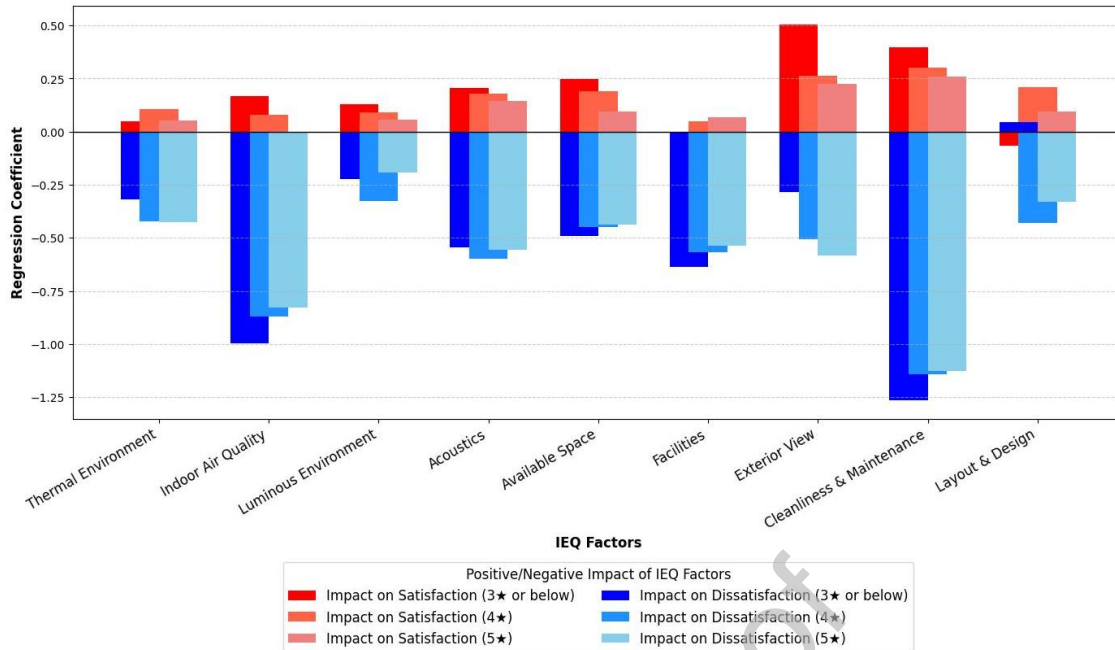 Regression Coefficient
0.50
0.25
0.00
−0.25
−0.50
−0.75
−1.00
−1.25
Thermal Environment
Indoor Air Quality
Luminous Environment
Acoustics
Available Space
Facilities
Exterior View
Cleanliness & Maintenance
Layout & Design
IEQ Factors
Positive/Negative Impact of IEQ Factors
Impact on Satisfaction (3★ or below)
Impact on Satisfaction (4★)
Impact on Satisfaction (5★)
Impact on Dissatisfaction (3★ or below)
Impact on Dissatisfaction (4★)
Impact on Dissatisfaction (5★)
of